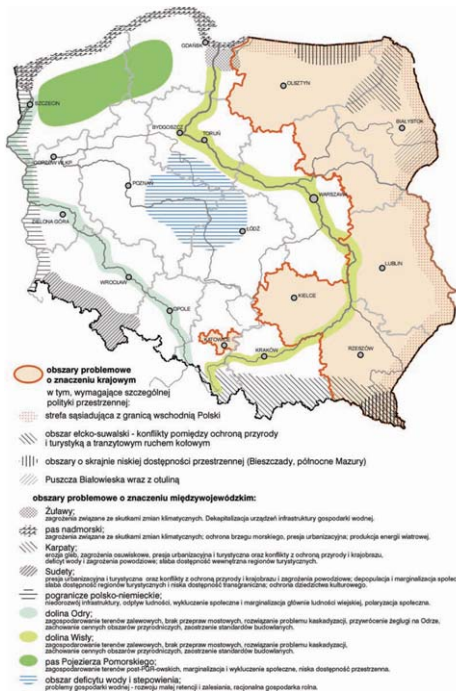 GDAŃSK
OLSZTYN
SZCZECIN
BIAŁYSTOK
BYDGOSZCZ
TORUŃ
GORZÓW WLKP.
POZNAŃ
WARSZAWA
ZIELONA GÓRA
ŁÓDŹ
LUBLIN
WROCŁAW
KIELCE
OPOLE
KATOWICE
KRAKÓW
RZESZÓW
obszary problemowe
o znaczeniu krajowym
w tym, wymagające szczególnej
polityki przestrzennej:
strefa sąsiadująca z granicą wschodnią Polski
obszar ełcko-suwalski - konflikty pomiędzy ochroną przyrody
i turystyką a tranzytowym ruchem kołowym
obszary o skrajnie niskiej dostępności przestrzennej (Bieszczady, północne Mazury)
Puszcza Białowieska wraz z otuliną
obszary problemowe o znaczeniu międzywojewódzkim:
Żuławy;
zagrożenia związane ze skutkami zmian klimatycznych. Dekapitalizacja urządzeń infrastruktury gospodarki wodnej.
pas nadmorski;
zagrożenia związane ze skutkami zmian klimatycznych; ochrona brzegu morskiego, presja urbanizacyjna; produkcja energii wiatrowej.
Karpaty;
erozja gleb, zagrożenia osuwiskowe, presja urbanizacyjna i turystyczna oraz konflikty z ochroną przyrody i krajobrazu,
deficyt wody i zagrożenia powodziowe; słaba dostępność wewnętrzna regionów turystycznych.
Sudety;
presja urbanizacyjna i turystyczna oraz konflikty z ochroną przyrody i krajobrazu i zagrożenia powodziowe; depopulacja i marginalizacja społeczna
słaba dostępność regionów turystycznych i niska dostępność transgraniczna; ochrona dziedzictwa kulturowego.
pogranicze polsko-niemieckie;
niedorozwój infrastruktury, odpływ ludności, wykluczenie społeczne i marginalizacja głównie ludności wiejskiej, polaryzacja społeczna.
dolina Odry;
zagospodarowanie terenów zalewowych, brak przepraw mostowych, rozwiązanie problemu kaskadyzacji, przywrócenie żeglugi na Odrze,
zachowanie cennych obszarów przyrodniczych, zaostrzenie standardów budowlanych.
dolina Wisły;
zagospodarowanie terenów zalewowych, brak przepraw mostowych, rozwiązanie problemu kaskadyzacji,
zachowanie cennych obszarów przyrodniczych, zaostrzenie standardów budowlanych.
pas Pojezierza Pomorskiego;
zagospodarowanie terenów post-PGR-owskich, marginalizacja i wykluczenie społeczne, niska dostępność przestrzenna.
obszar deficytu wody i stepowienia;
problemy gospodarki wodnej - rozwoju małej retencji i zalesiania, racjonalna gospodarka rolna.